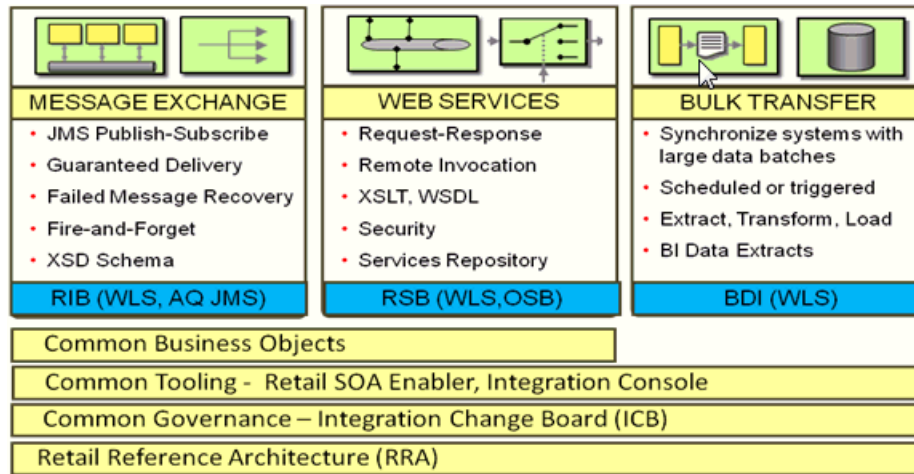 MESSAGE EXCHANGE
• JMS Publish-Subscribe
• Guaranteed Delivery
• Failed Message Recovery
• Fire-and-Forget
• XSD Schema
RIB (WLS, AQ JMS)
WEB SERVICES
• Request-Response
• Remote Invocation
• XSLT, WSDL
• Security
• Services Repository
RSB (WLS,OSB)
BULK TRANSFER
• Synchronize systems with
large data batches
• Scheduled or triggered
• Extract, Transform, Load
• BI Data Extracts
BDI (WLS)
Common Business Objects
Common Tooling - Retail SOA Enabler, Integration Console
Common Governance – Integration Change Board (ICB)
Retail Reference Architecture (RRA)